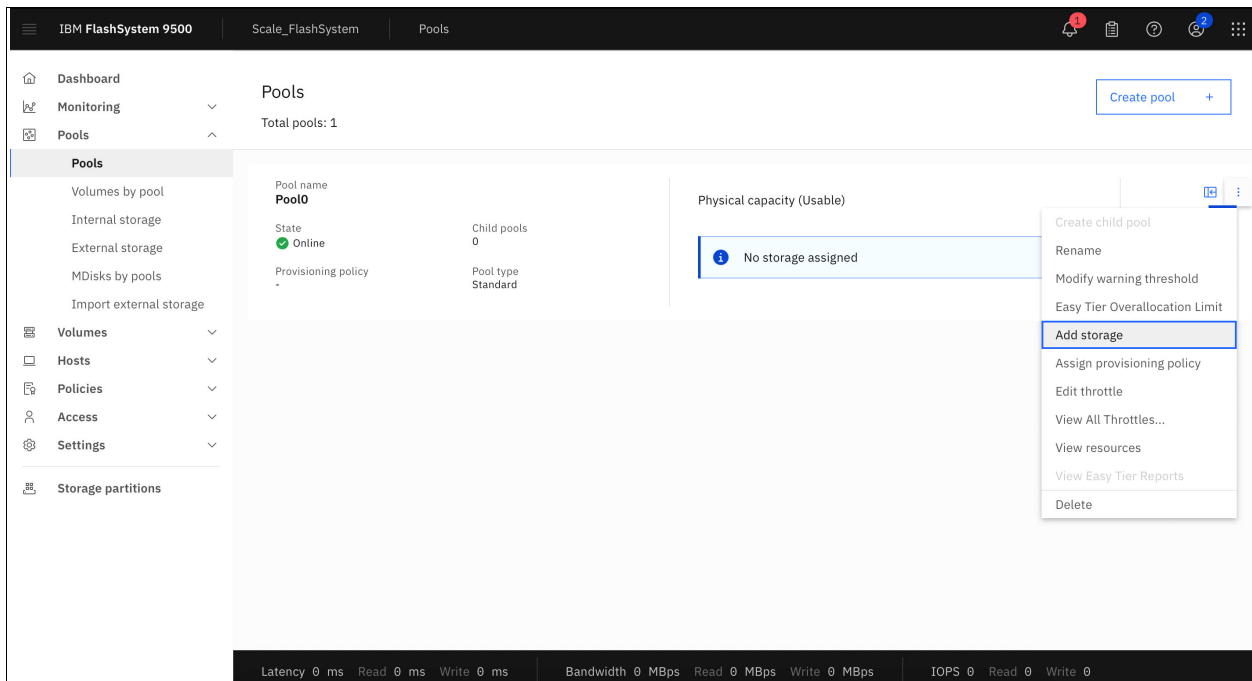 IBM FlashSystem 9500 Scale_FlashSystem Pools 1 2
Dashboard
Monitoring
Pools
Pools
Volumes by pool
Internal storage
External storage
MDisks by pools
Import external storage
Volumes
Hosts
Policies
Access
Settings
Storage partitions
Pools
Total pools: 1
Create pool +
Pool name
Pool0
State
Online
Child pools
0
Provisioning policy
-
Pool type
Standard
Physical capacity (Usable)
No storage assigned
Create child pool
Rename
Modify warning threshold
Easy Tier Overallocation Limit
Add storage
Assign provisioning policy
Edit throttle
View All Throttles...
View resources
View Easy Tier Reports
Delete
Latency 0 ms Read 0 ms Write 0 ms Bandwidth 0 MBps Read 0 MBps Write 0 MBps IOPS 0 Read 0 Write 0